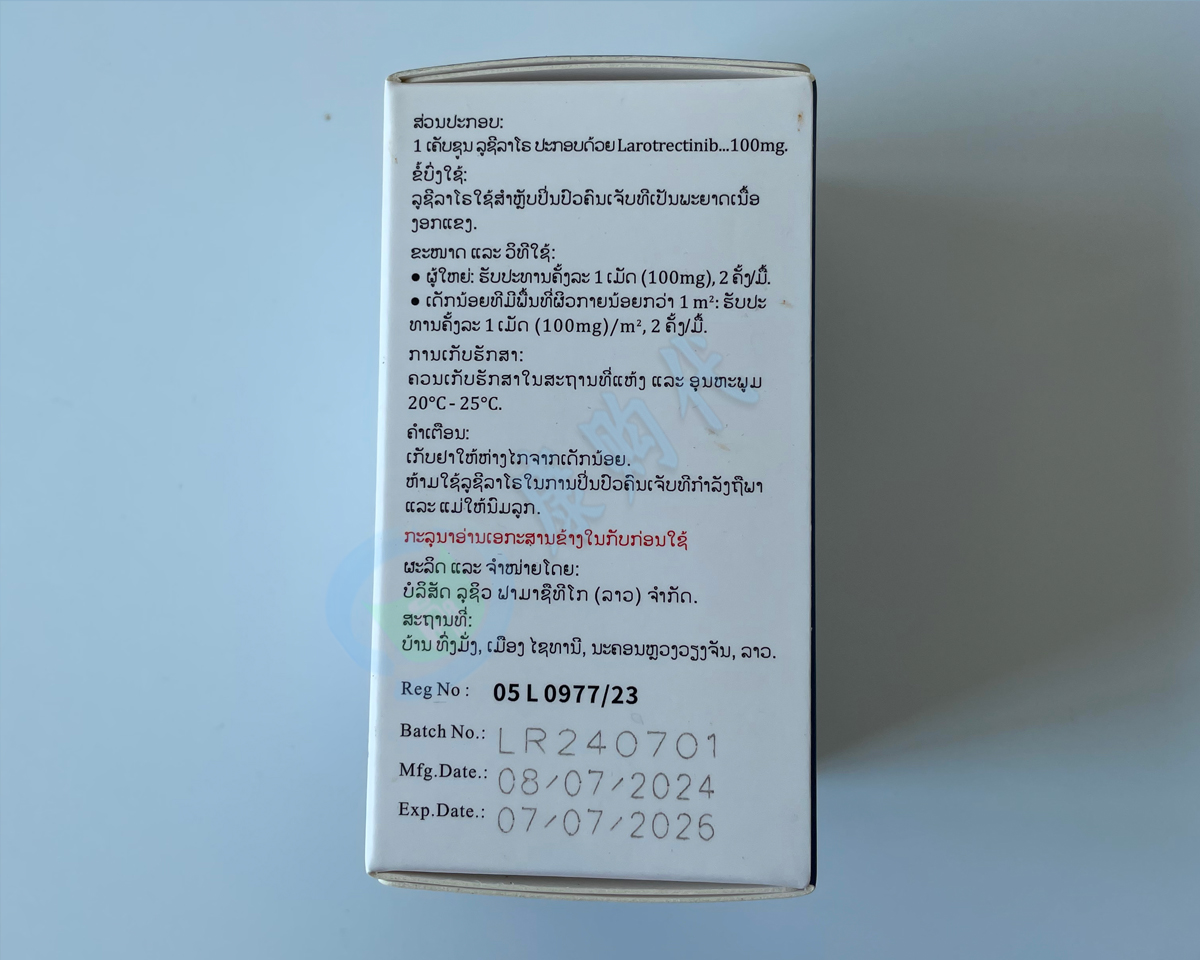 ສ່ວນປະກອບ:
1 ເຄັບຊູນ ລູຊີລາໂຣ ປະກອບດ້ວຍ Larotrectinib...100mg.
ຂໍ້ບົ່ງໃຊ້:
ລູຊີລາໂຣໃຊ້ສຳຫຼັບປິ່ນປົວຄົນເຈັບທີ່ເປັນພະຍາດເນື້ອ
ງອກແຂງ.
ຂະໜາດ ແລະ ວິທີໃຊ້:
● ຜູ້ໃຫຍ່: ຮັບປະທານຄັ້ງລະ 1 ເມັດ (100mg), 2 ຄັ້ງ/ມື້.
● ເດັກນ້ອຍທີ່ມີພື້ນທີ່ຜິວກາຍນ້ອຍກວ່າ 1 m²: ຮັບປະ
ທານຄັ້ງລະ 1 ເມັດ (100mg)/m², 2 ຄັ້ງ/ມື້.
ການເກັບຮັກສາ:
ຄວນເກັບຮັກສາໃນສະຖານທີ່ແຫ້ງ ແລະ ອຸນຫະພູມ
20°C - 25°C.
ຄຳເຕືອນ:
ເກັບຢາໃຫ້ຫ່າງໄກຈາກເດັກນ້ອຍ.
ຫ້າມໃຊ້ລູຊີລາໂຣໃນການປິ່ນປົວຄົນເຈັບທີ່ກຳລັງຖືພາ
ແລະ ແມ່ໃຫ້ນົມລູກ.
ກະລຸນາອ່ານເອກະສານຂ້າງໃນກັບກ່ອນໃຊ້
ຜະລິດ ແລະ ຈຳໜ່າຍໂດຍ:
ບໍລິສັດ ລູຊິວ ຟາມາຊືທີໂກ (ລາວ) ຈຳກັດ.
ສະຖານທີ່:
ບ້ານ ທົ່ງມັ່ງ, ເມືອງ ໄຊທານີ, ນະຄອນຫຼວງວຽງຈັນ, ລາວ.
Reg No : 05 L 0977/23
Batch No.: LR240701
Mfg.Date.: 08/07/2024
Exp.Date.: 07/07/2026
康购代